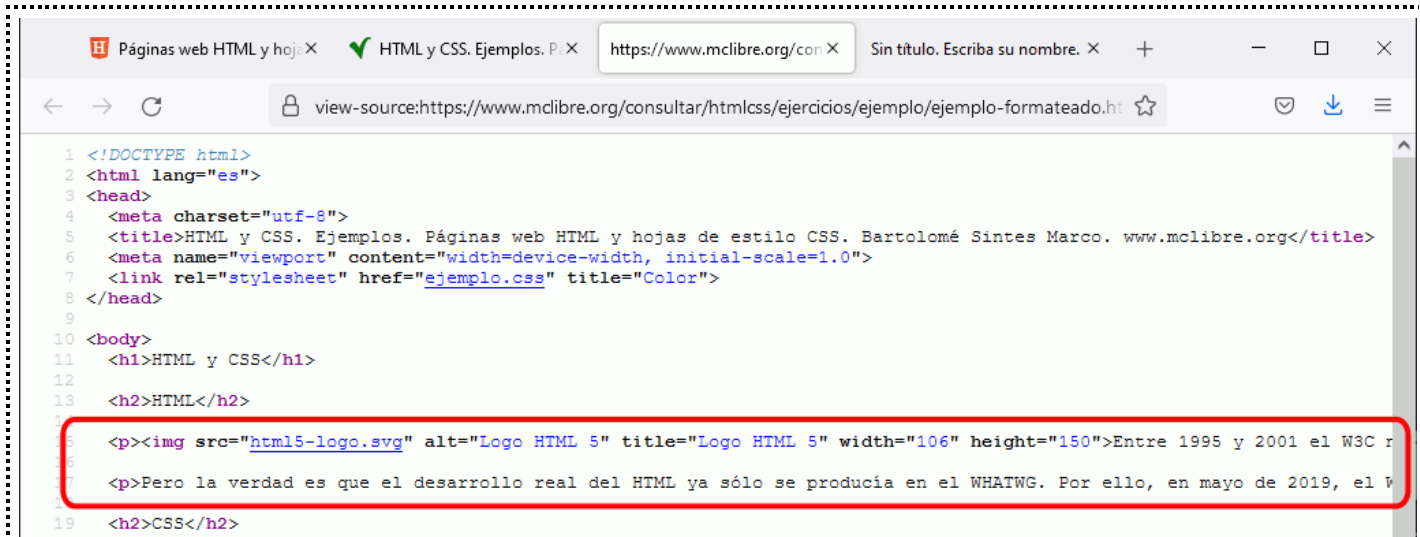 Páginas web HTML y hoja
HTML y CSS. Ejemplos. Pá
https://www.mclibre.org/con
Sin título. Escriba su nombre.
view-source:https://www.mclibre.org/consultar/htmlcss/ejercicios/ejemplo/ejemplo-formateado.ht
1 <!DOCTYPE html>
2 <html lang="es">
3 <head>
4 <meta charset="utf-8">
5 <title>HTML y CSS. Ejemplos. Páginas web HTML y hojas de estilo CSS. Bartolomé Sintes Marco. www.mclibre.org</title>
6 <meta name="viewport" content="width=device-width, initial-scale=1.0">
7 <link rel="stylesheet" href="ejemplo.css" title="Color">
8 </head>
9
10 <body>
11 <h1>HTML y CSS</h1>
12
13 <h2>HTML</h2>
14
15 <p><img src="html5-logo.svg" alt="Logo HTML 5" title="Logo HTML 5" width="106" height="150">Entre 1995 y 2001 el W3C
16
17 <p>Pero la verdad es que el desarrollo real del HTML ya sólo se producía en el WHATWG. Por ello, en mayo de 2019, el
18
19 <h2>CSS</h2>